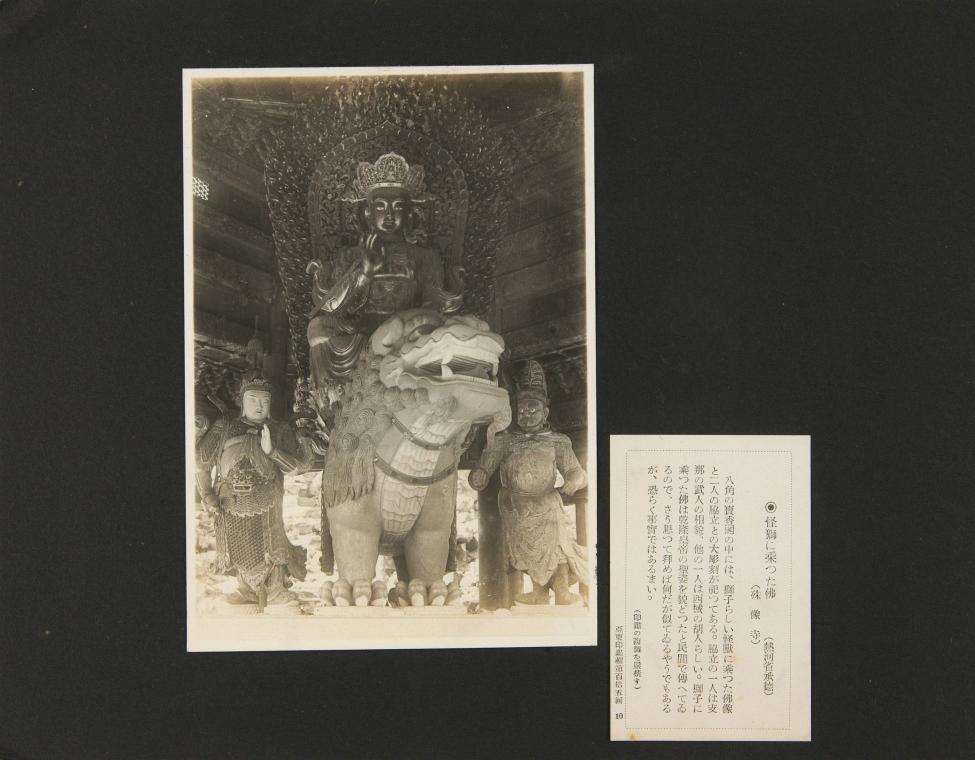 ◉怪獅に乘つた佛
(殊像寺)
(熱河省承德)
八角の寶香閣の中には、獅子らしい怪獸に乘つた佛像
と二人の脇立との大彫刻が祀つてある。脇立の一人は支
那の武人の相貌、他の一人は西域の胡人らしい。獅子に
乘つた佛は乾隆皇帝の聖姿を貌どつたと民間で傳へてゐ
るので、さう思つて拜めば何だか似てゐるやうでもある
が、恐らく事實ではあるまい。
(印畫の複製を嚴禁す)
亞東印畫輯第百拾五回
10